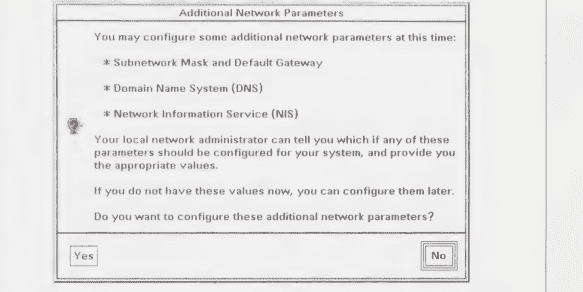 Additional Network Parameters
You may configure some additional network parameters at this time:
* Subnetwork Mask and Default Gateway
* Domain Name System (DNS)
* Network Information Service (NIS)
Your local network administrator can tell you which if any of these
parameters should be configured for your system, and provide you
the appropriate values.
If you do not have these values now, you can configure them later.
Do you want to configure these additional network parameters?
Yes
No